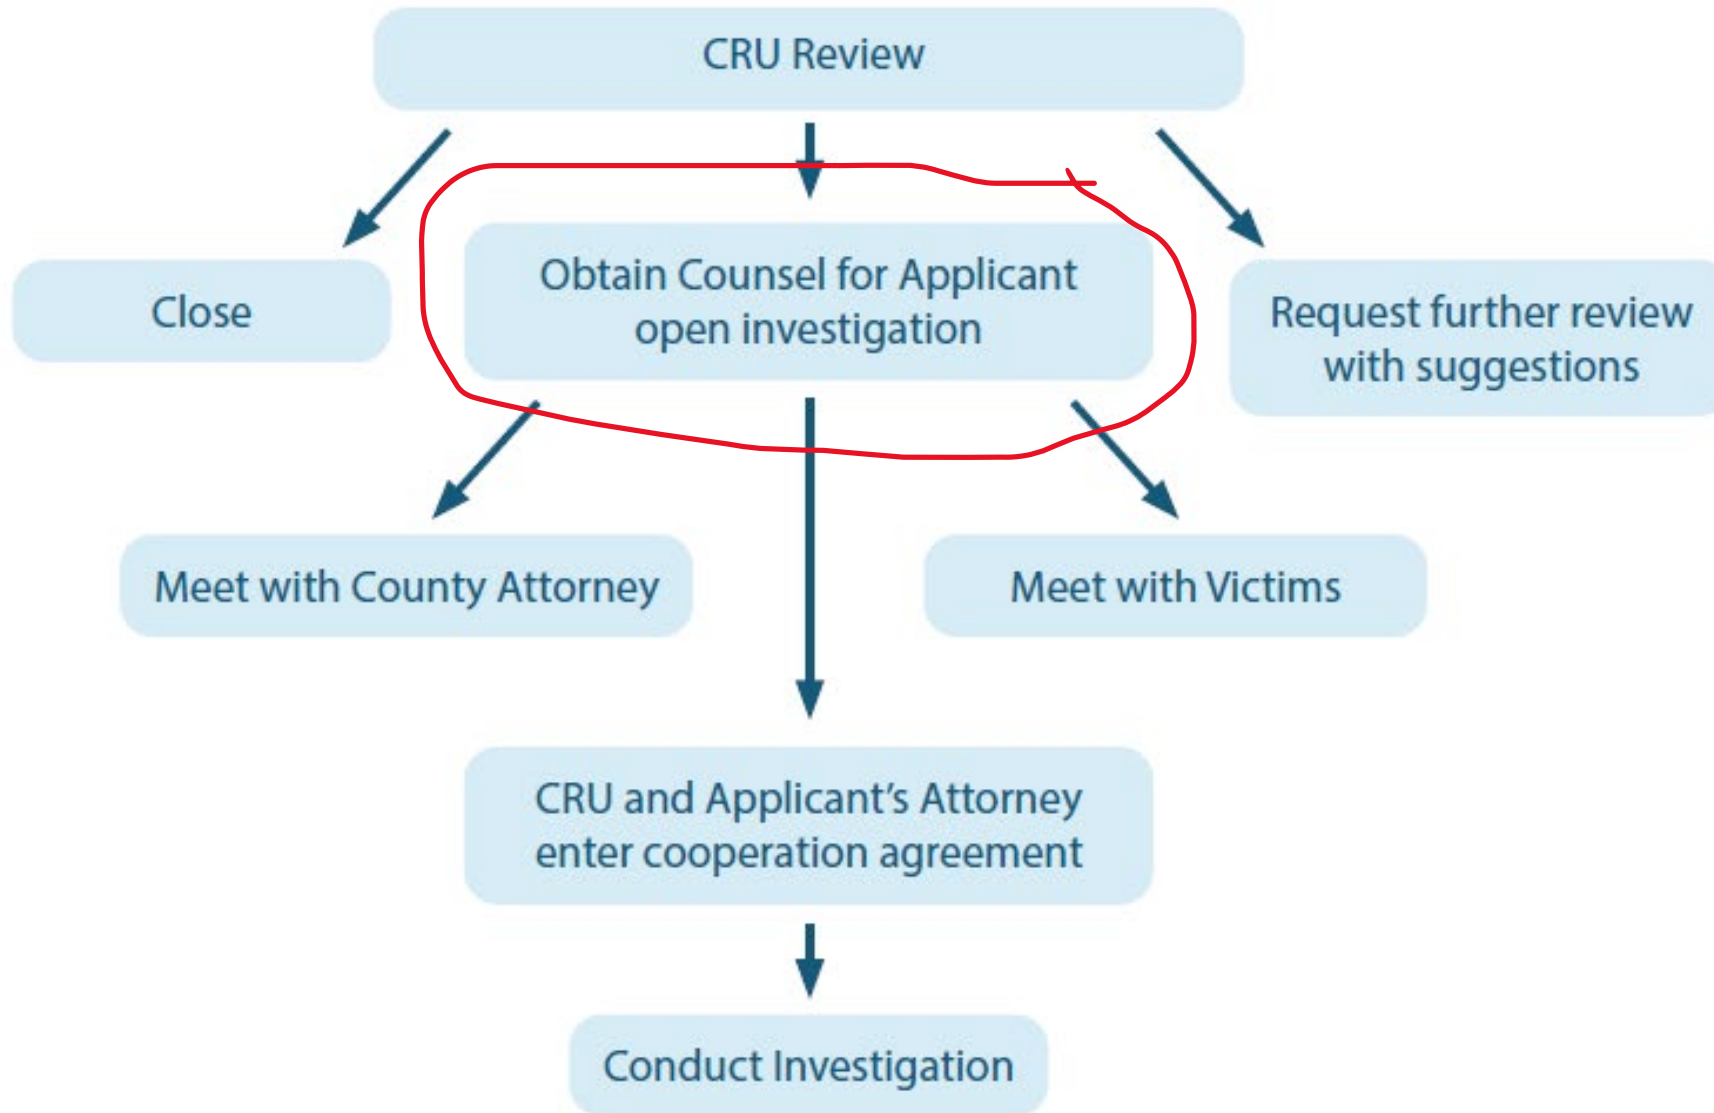 CRU Review
Close
Obtain Counsel for Applicant
open investigation
Request further review
with suggestions
Meet with County Attorney
Meet with Victims
CRU and Applicant’s Attorney
enter cooperation agreement
Conduct Investigation